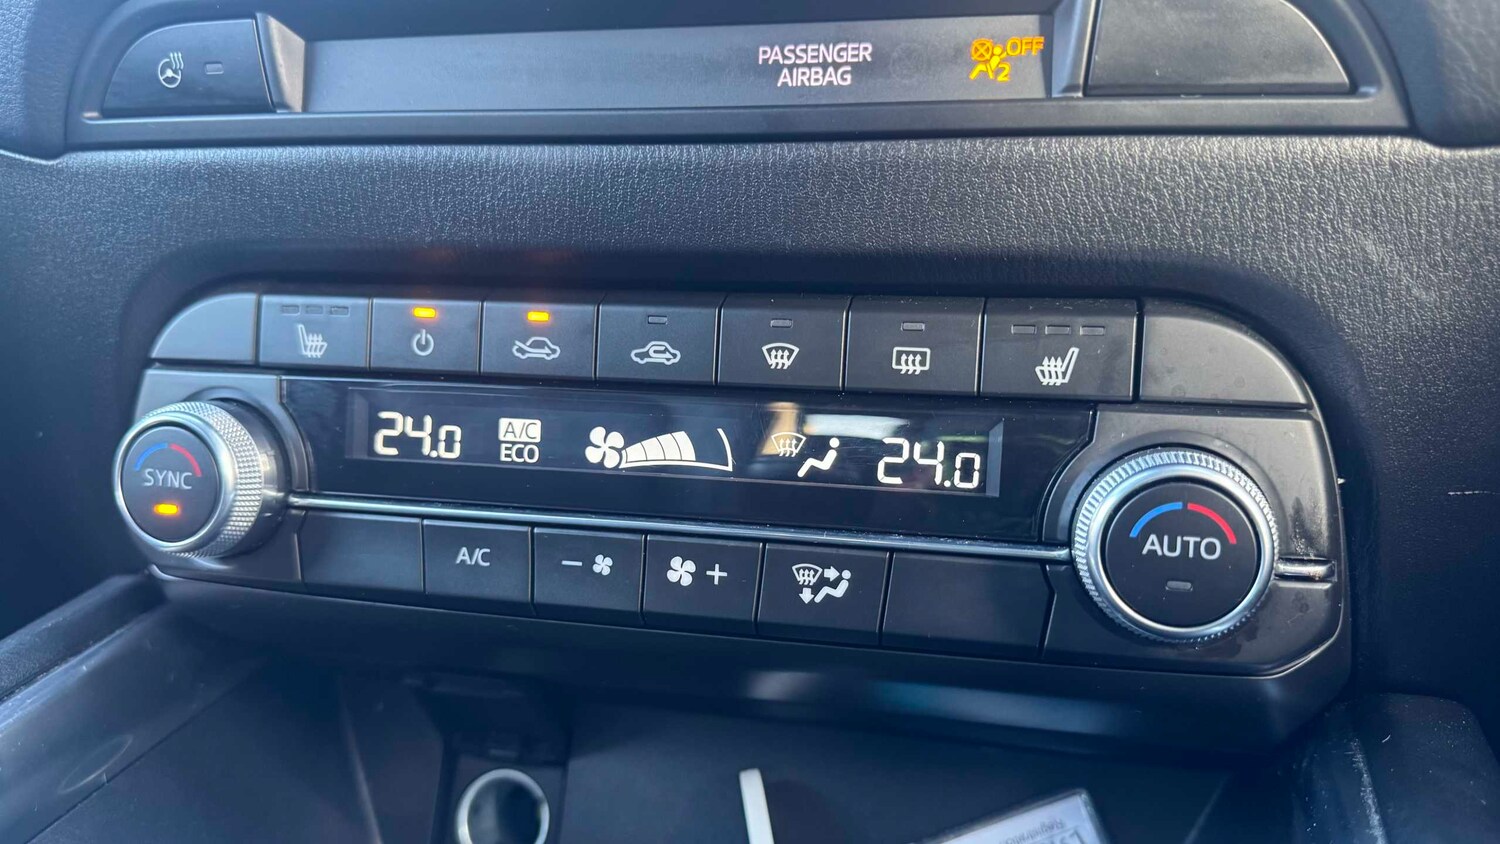 PASSENGER
AIRBAG
OFF
2
24.0
A/C
ECO
24.0
SYNC
A/C
- +
AUTO